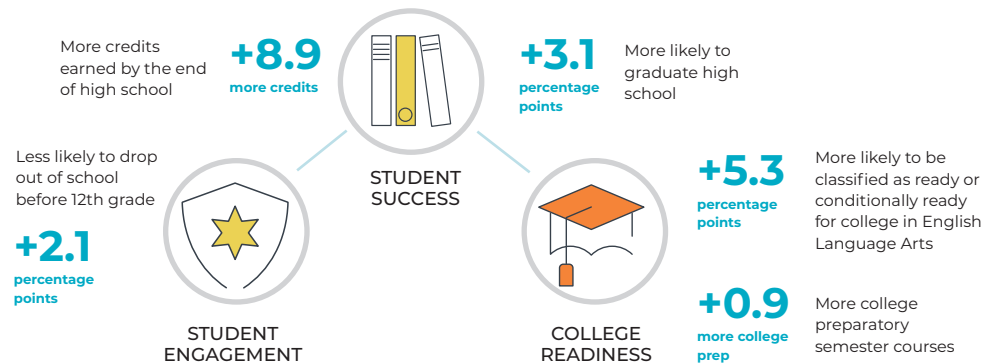 More credits
earned by the end
of high school
+8.9
more credits
+3.1
percentage
points
More likely to
graduate high
school
STUDENT
SUCCESS
Less likely to drop
out of school
before 12th grade
+2.1
percentage
points
STUDENT
ENGAGEMENT
+5.3
percentage
points
More likely to be
classified as ready or
conditionally ready
for college in English
Language Arts
COLLEGE
READINESS
+0.9
more college
prep
More college
preparatory
semester courses